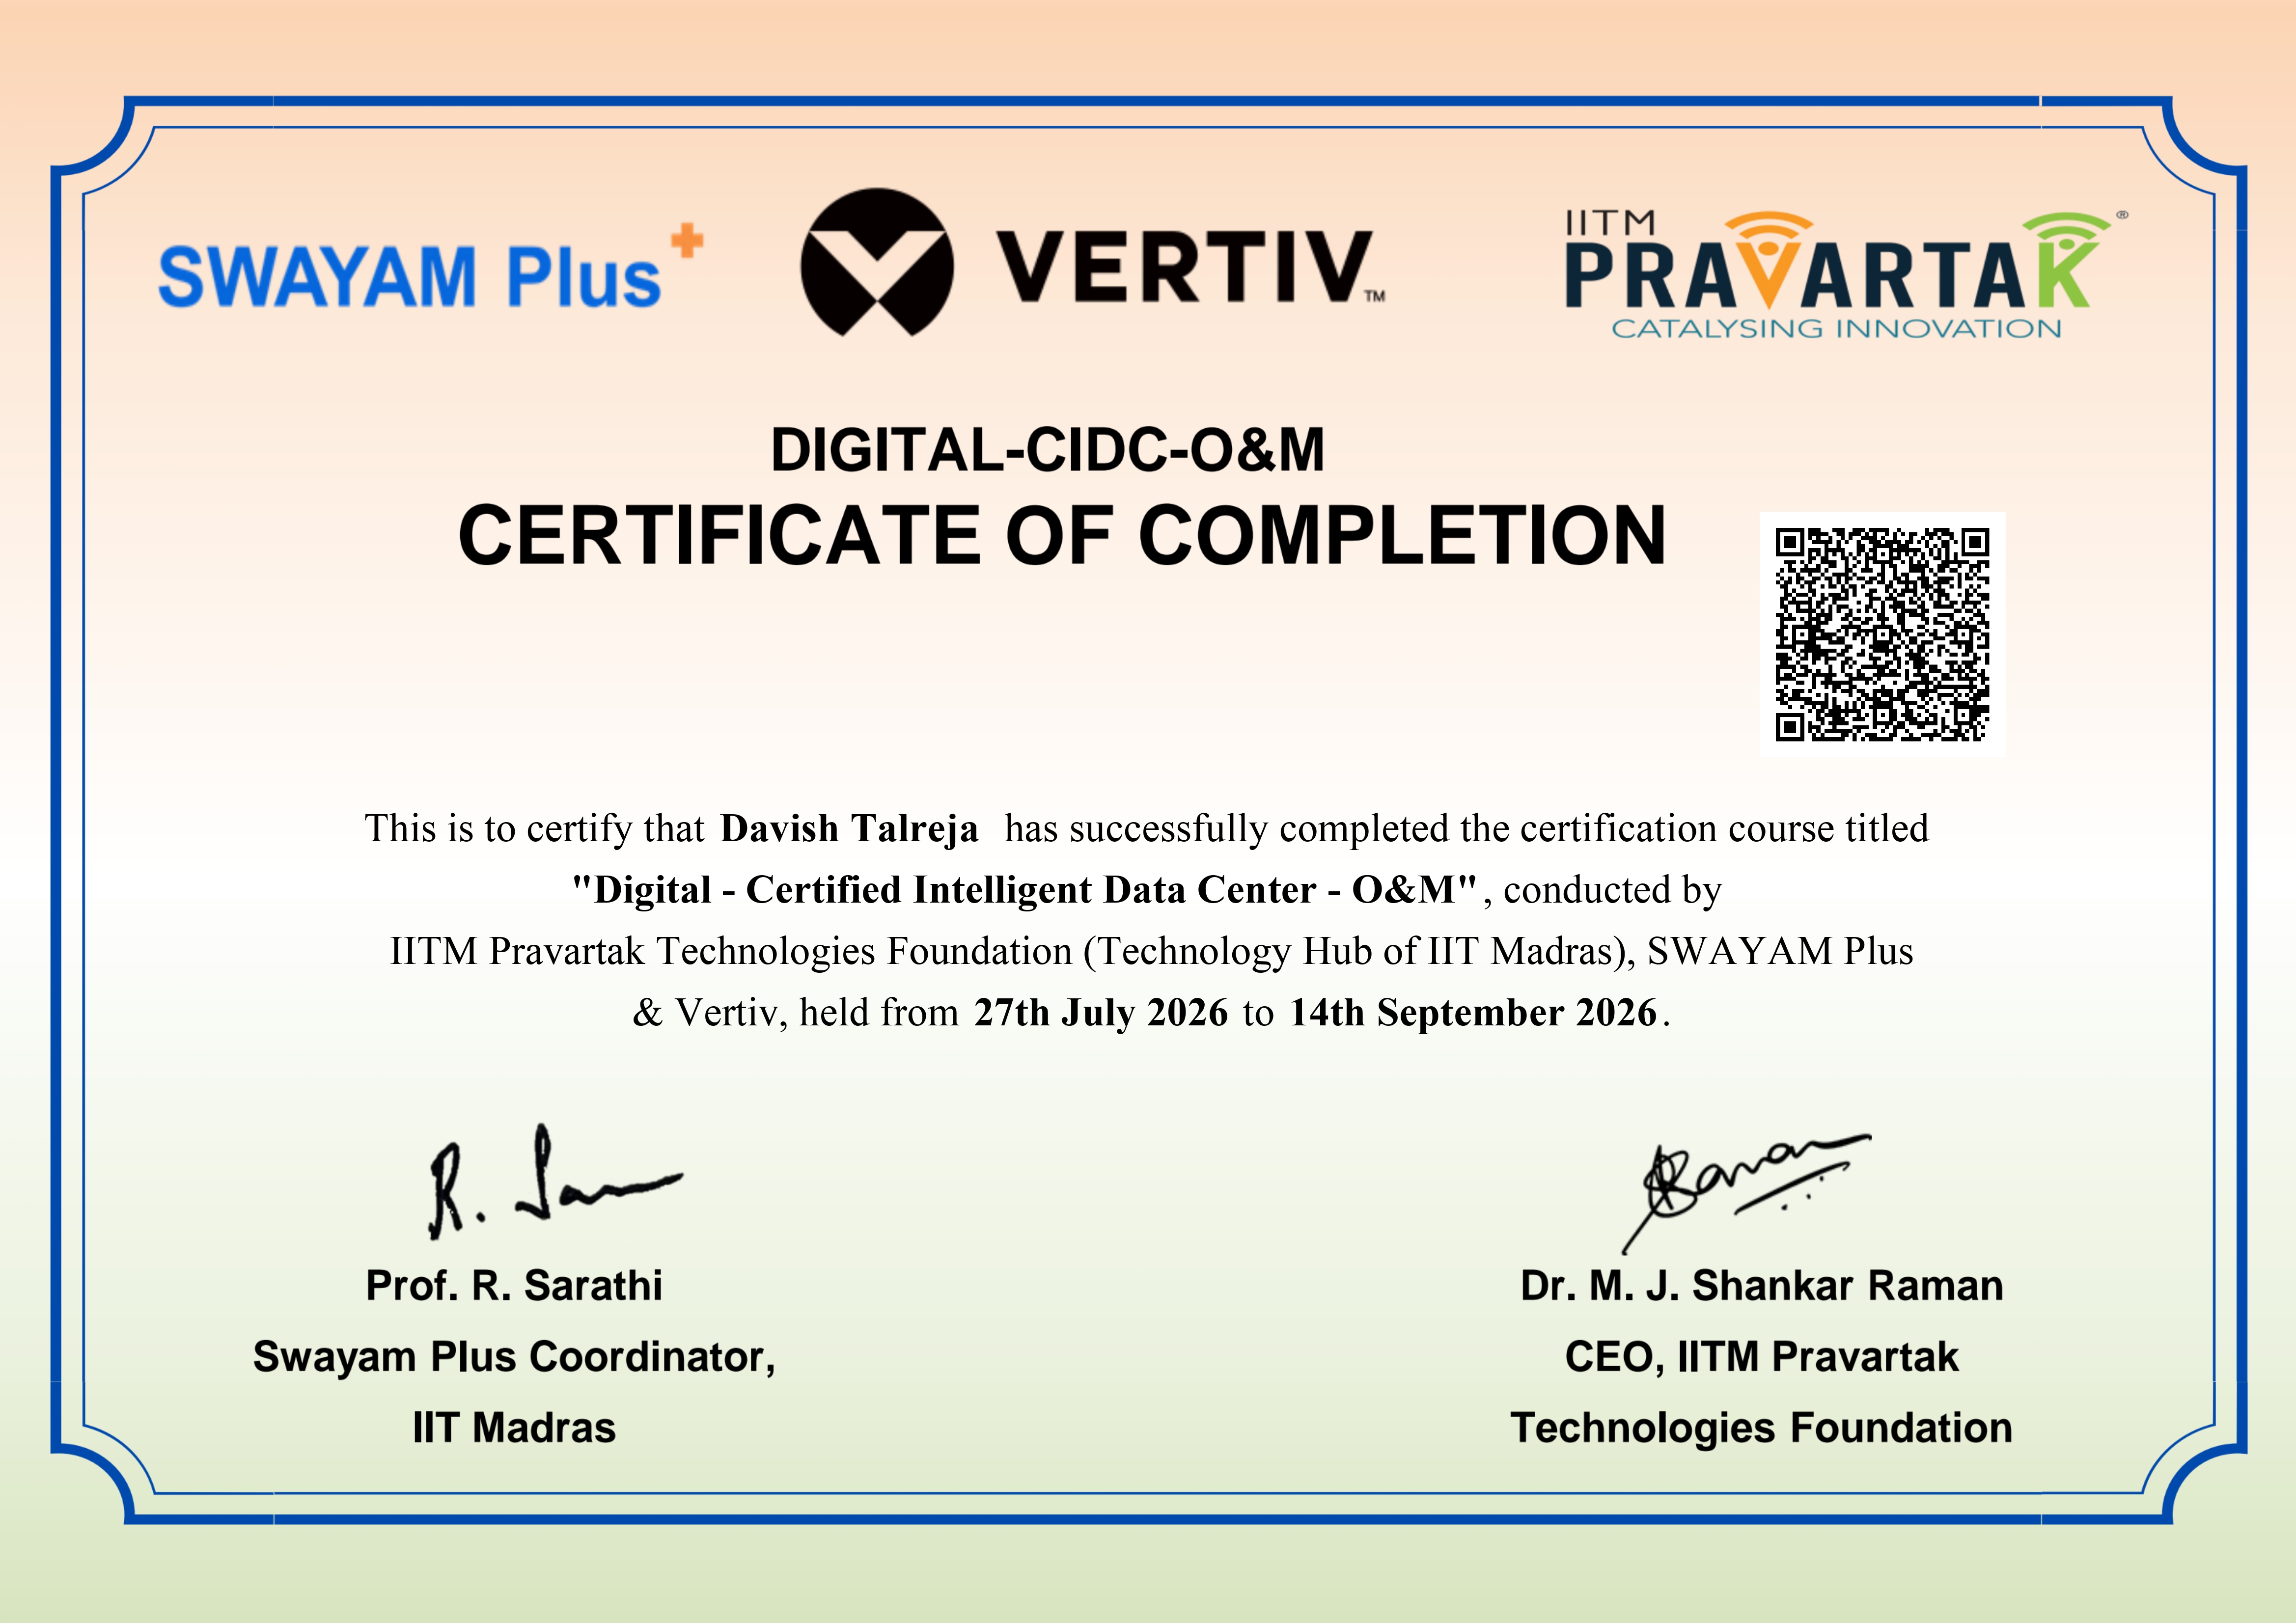 SWAYAM Plus
VERTIV™
IITM
PRAVARTAK®
CATALYSING INNOVATION
DIGITAL-CIDC-O&M
CERTIFICATE OF COMPLETION
This is to certify that Davish Talreja has successfully completed the certification course titled
"Digital - Certified Intelligent Data Center - O&M", conducted by
IITM Pravartak Technologies Foundation (Technology Hub of IIT Madras), SWAYAM Plus
& Vertiv, held from 27th July 2026 to 14th September 2026.
Prof. R. Sarathi
Swayam Plus Coordinator,
IIT Madras
Dr. M. J. Shankar Raman
CEO, IITM Pravartak
Technologies Foundation